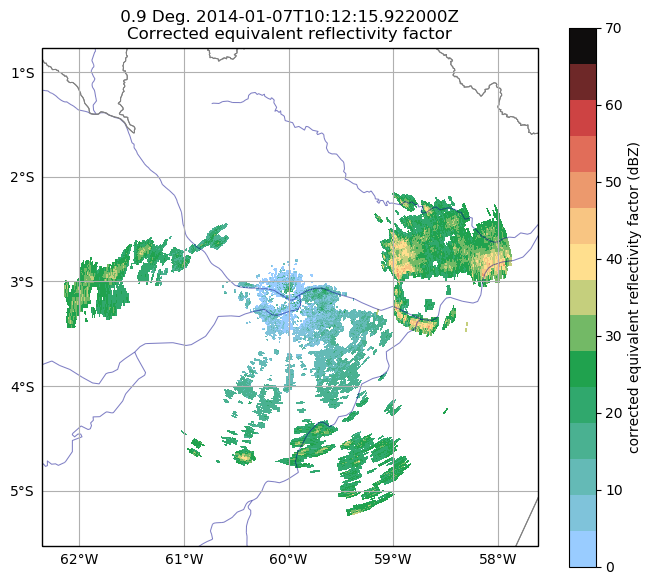 0.9 Deg. 2014-01-07T10:12:15.922000Z
Corrected equivalent reflectivity factor
1°S
2°S
3°S
4°S
5°S
62°W 61°W 60°W 59°W 58°W
70
60
50
40
30
20
10
0
corrected equivalent reflectivity factor (dBZ)